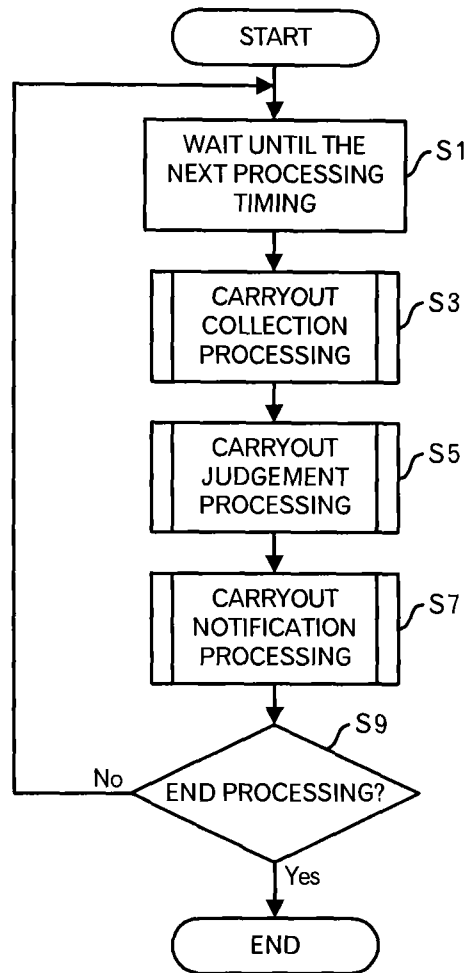 START
WAIT UNTIL THE
NEXT PROCESSING
TIMING
S1
CARRYOUT
COLLECTION
PROCESSING
S3
CARRYOUT
JUDGEMENT
PROCESSING
S5
CARRYOUT
NOTIFICATION
PROCESSING
S7
S9
END PROCESSING?
No
Yes
END